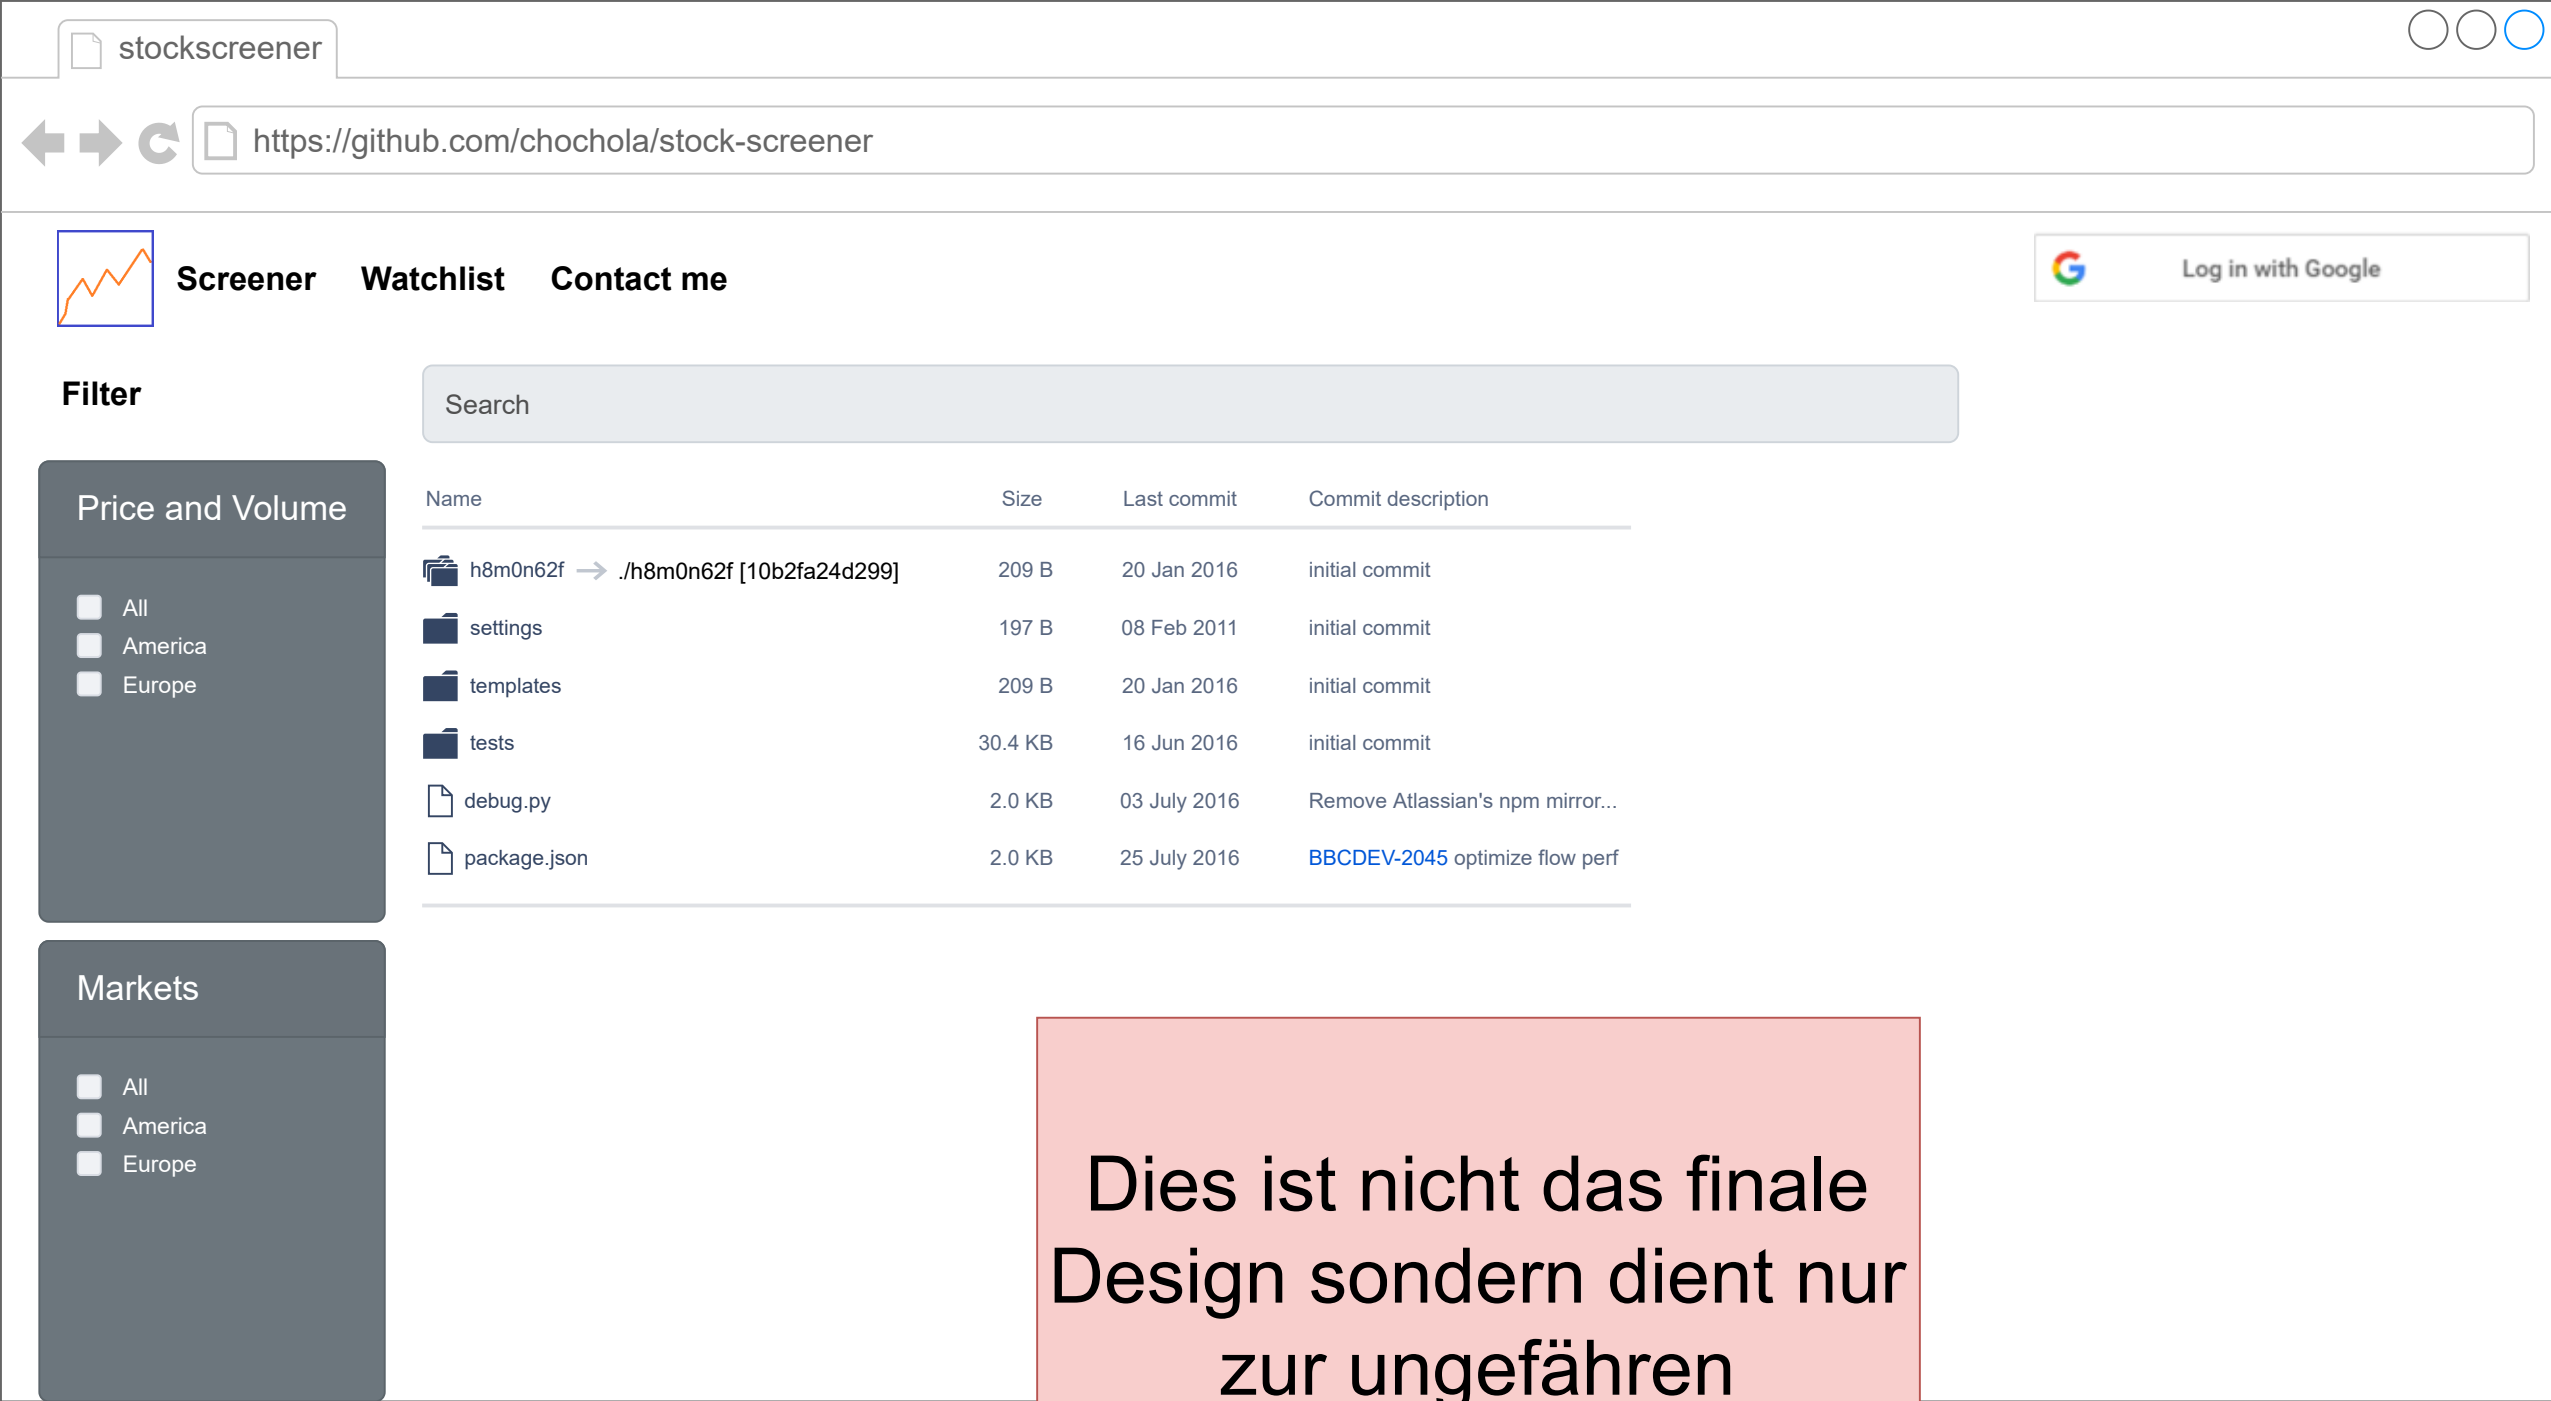 stockscreener
https://github.com/chochola/stock-screener
Screener Watchlist Contact me
Log in with Google
Filter
Search
Price and Volume
All
America
Europe
Name Size Last commit Commit description
h8m0n62f ./h8m0n62f [10b2fa24d299] 209 B 20 Jan 2016 initial commit
settings 197 B 08 Feb 2011 initial commit
templates 209 B 20 Jan 2016 initial commit
tests 30.4 KB 16 Jun 2016 initial commit
debug.py 2.0 KB 03 July 2016 Remove Atlassian's npm mirror...
package.json 2.0 KB 25 July 2016 BBCDEV-2045 optimize flow perf
Markets
All
America
Europe
Dies ist nicht das finale
Design sondern dient nur
zur ungefähren